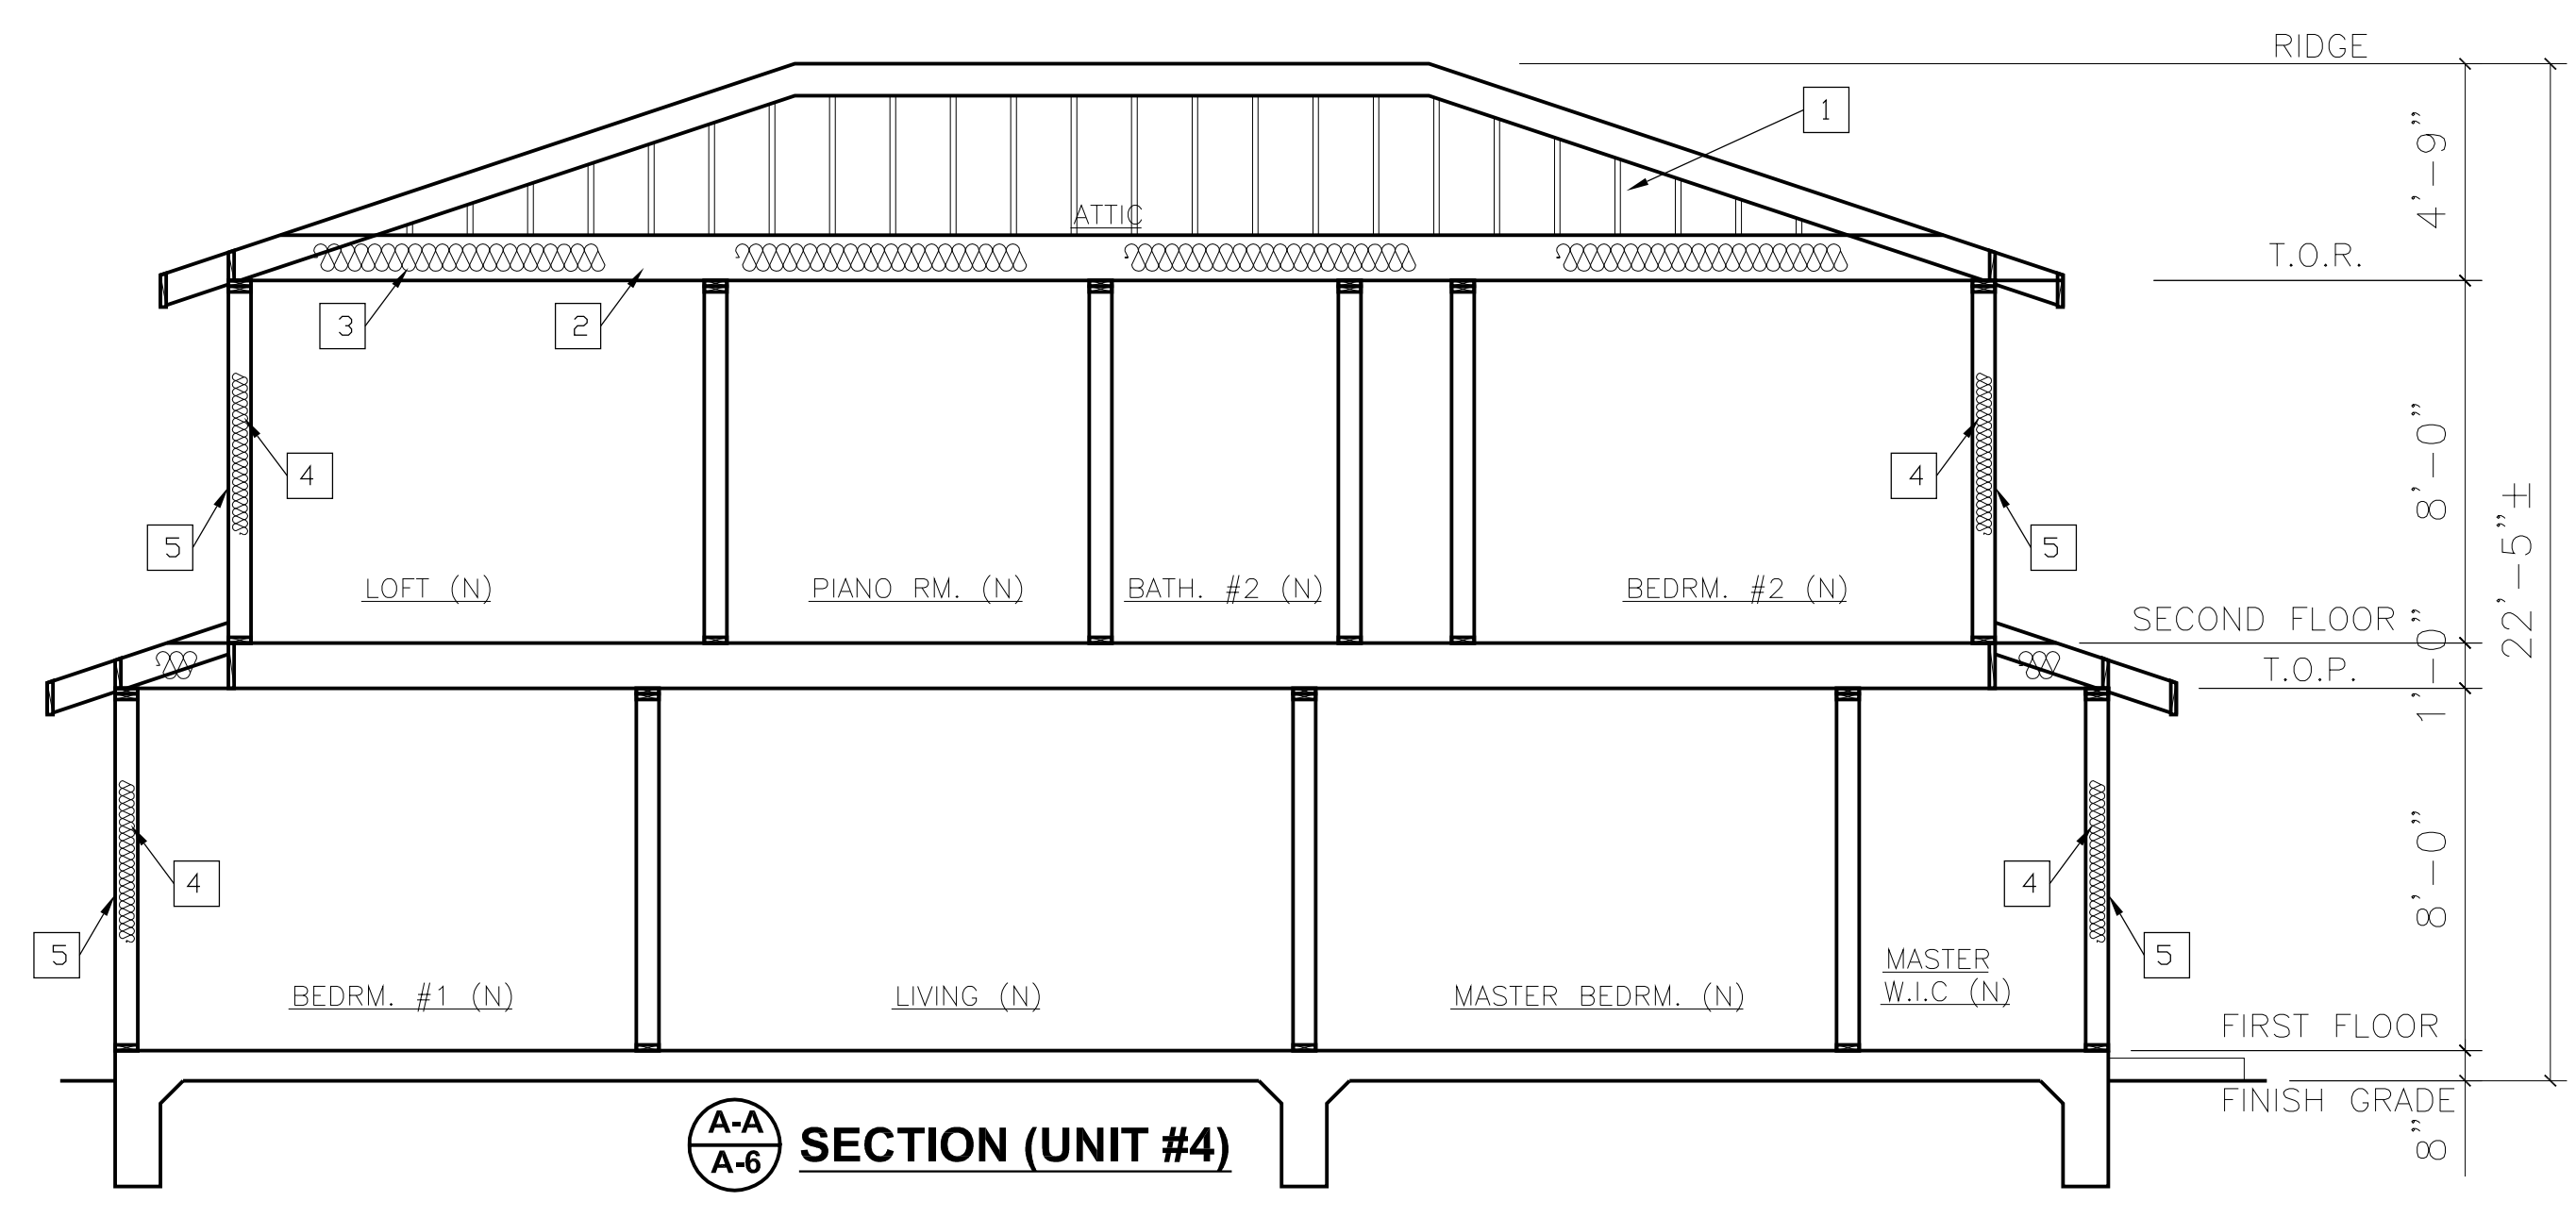 RIDGE
1
4'-9"
ATTIC
T.O.R.
3
2
4
4
8'-0"
5
5
22'-5"±
LOFT (N)
PIANO RM. (N)
BATH. #2 (N)
BEDRM. #2 (N)
SECOND FLOOR
1'-0"
T.O.P.
4
4
8'-0"
5
5
BEDRM. #1 (N)
LIVING (N)
MASTER BEDRM. (N)
MASTER
W.I.C (N)
FIRST FLOOR
FINISH GRADE
8"
A-A
A-6
SECTION (UNIT #4)